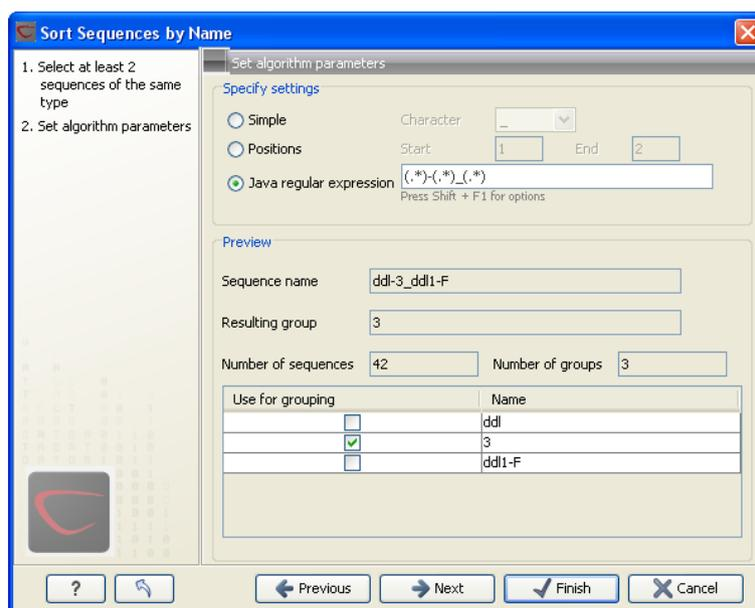 Sort Sequences by Name
1. Select at least 2
sequences of the same
type
2. Set algorithm parameters
Set algorithm parameters
Specify settings
Simple Character _
Positions Start 1 End 2
Java regular expression (.*)-(.*)_(.*)
Press Shift + F1 for options
Preview
Sequence name ddl-3_ddl1-F
Resulting group 3
Number of sequences 42 Number of groups 3
Use for grouping Name
ddl
3
ddl1-F
? Previous Next Finish Cancel